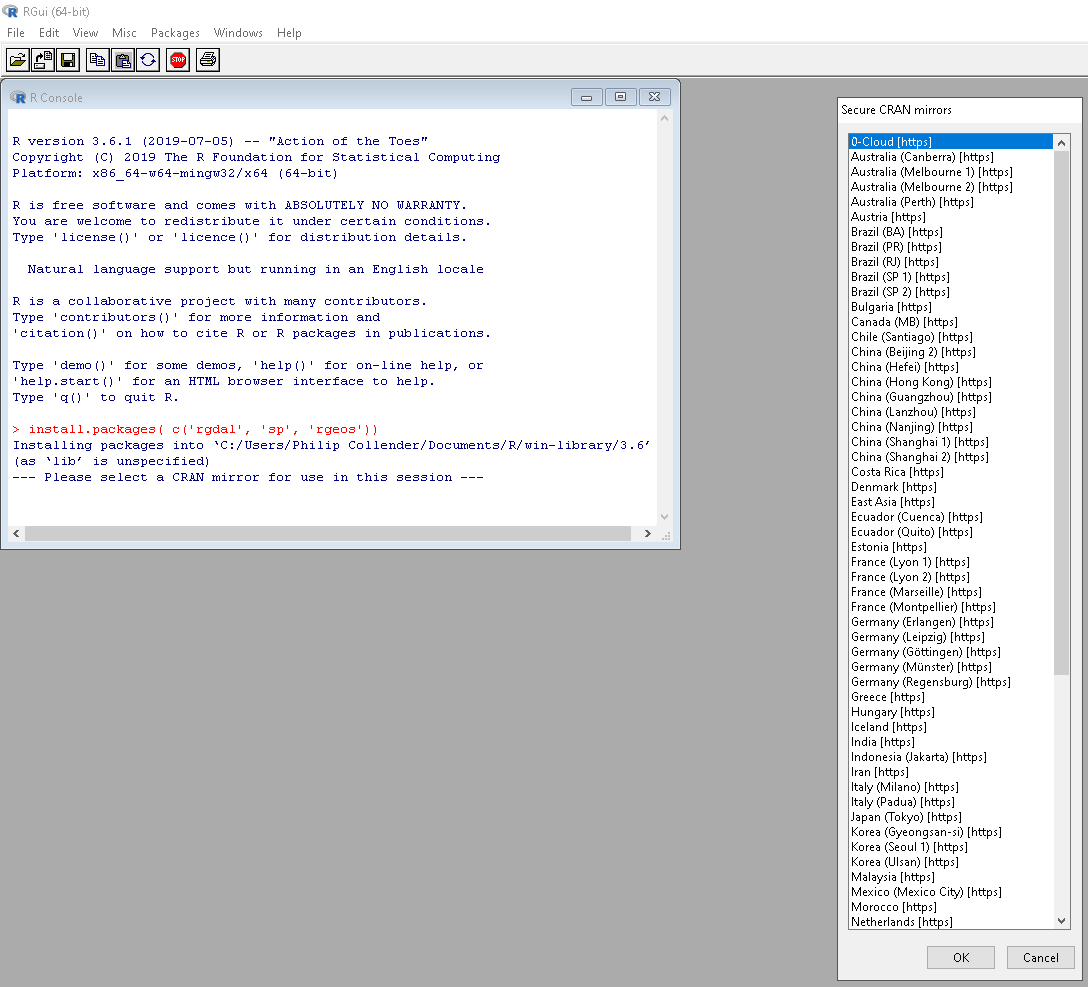 RGui (64-bit)
File Edit View Misc Packages Windows Help
STOP
R Console
R version 3.6.1 (2019-07-05) -- "Action of the Toes"
Copyright (C) 2019 The R Foundation for Statistical Computing
Platform: x86_64-w64-mingw32/x64 (64-bit)
R is free software and comes with ABSOLUTELY NO WARRANTY.
You are welcome to redistribute it under certain conditions.
Type 'license()' or 'licence()' for distribution details.
Natural language support but running in an English locale
R is a collaborative project with many contributors.
Type 'contributors()' for more information and
'citation()' on how to cite R or R packages in publications.
Type 'demo()' for some demos, 'help()' for on-line help, or
'help.start()' for an HTML browser interface to help.
Type 'q()' to quit R.
> install.packages( c('rgdal', 'sp', 'rgeos'))
Installing packages into ‘C:/Users/Philip Collender/Documents/R/win-library/3.6’
(as ‘lib’ is unspecified)
--- Please select a CRAN mirror for use in this session ---
Secure CRAN mirrors
0-Cloud [https]
Australia (Canberra) [https]
Australia (Melbourne 1) [https]
Australia (Melbourne 2) [https]
Australia (Perth) [https]
Austria [https]
Brazil (BA) [https]
Brazil (PR) [https]
Brazil (RJ) [https]
Brazil (SP 1) [https]
Brazil (SP 2) [https]
Bulgaria [https]
Canada (MB) [https]
Chile (Santiago) [https]
China (Beijing 2) [https]
China (Hefei) [https]
China (Hong Kong) [https]
China (Guangzhou) [https]
China (Lanzhou) [https]
China (Nanjing) [https]
China (Shanghai 1) [https]
China (Shanghai 2) [https]
Costa Rica [https]
Denmark [https]
East Asia [https]
Ecuador (Cuenca) [https]
Ecuador (Quito) [https]
Estonia [https]
France (Lyon 1) [https]
France (Lyon 2) [https]
France (Marseille) [https]
France (Montpellier) [https]
Germany (Erlangen) [https]
Germany (Leipzig) [https]
Germany (Göttingen) [https]
Germany (Münster) [https]
Germany (Regensburg) [https]
Greece [https]
Hungary [https]
Iceland [https]
India [https]
Indonesia (Jakarta) [https]
Iran [https]
Italy (Milano) [https]
Italy (Padua) [https]
Japan (Tokyo) [https]
Korea (Gyeongsan-si) [https]
Korea (Seoul 1) [https]
Korea (Ulsan) [https]
Malaysia [https]
Mexico (Mexico City) [https]
Morocco [https]
Netherlands [https]
OK Cancel